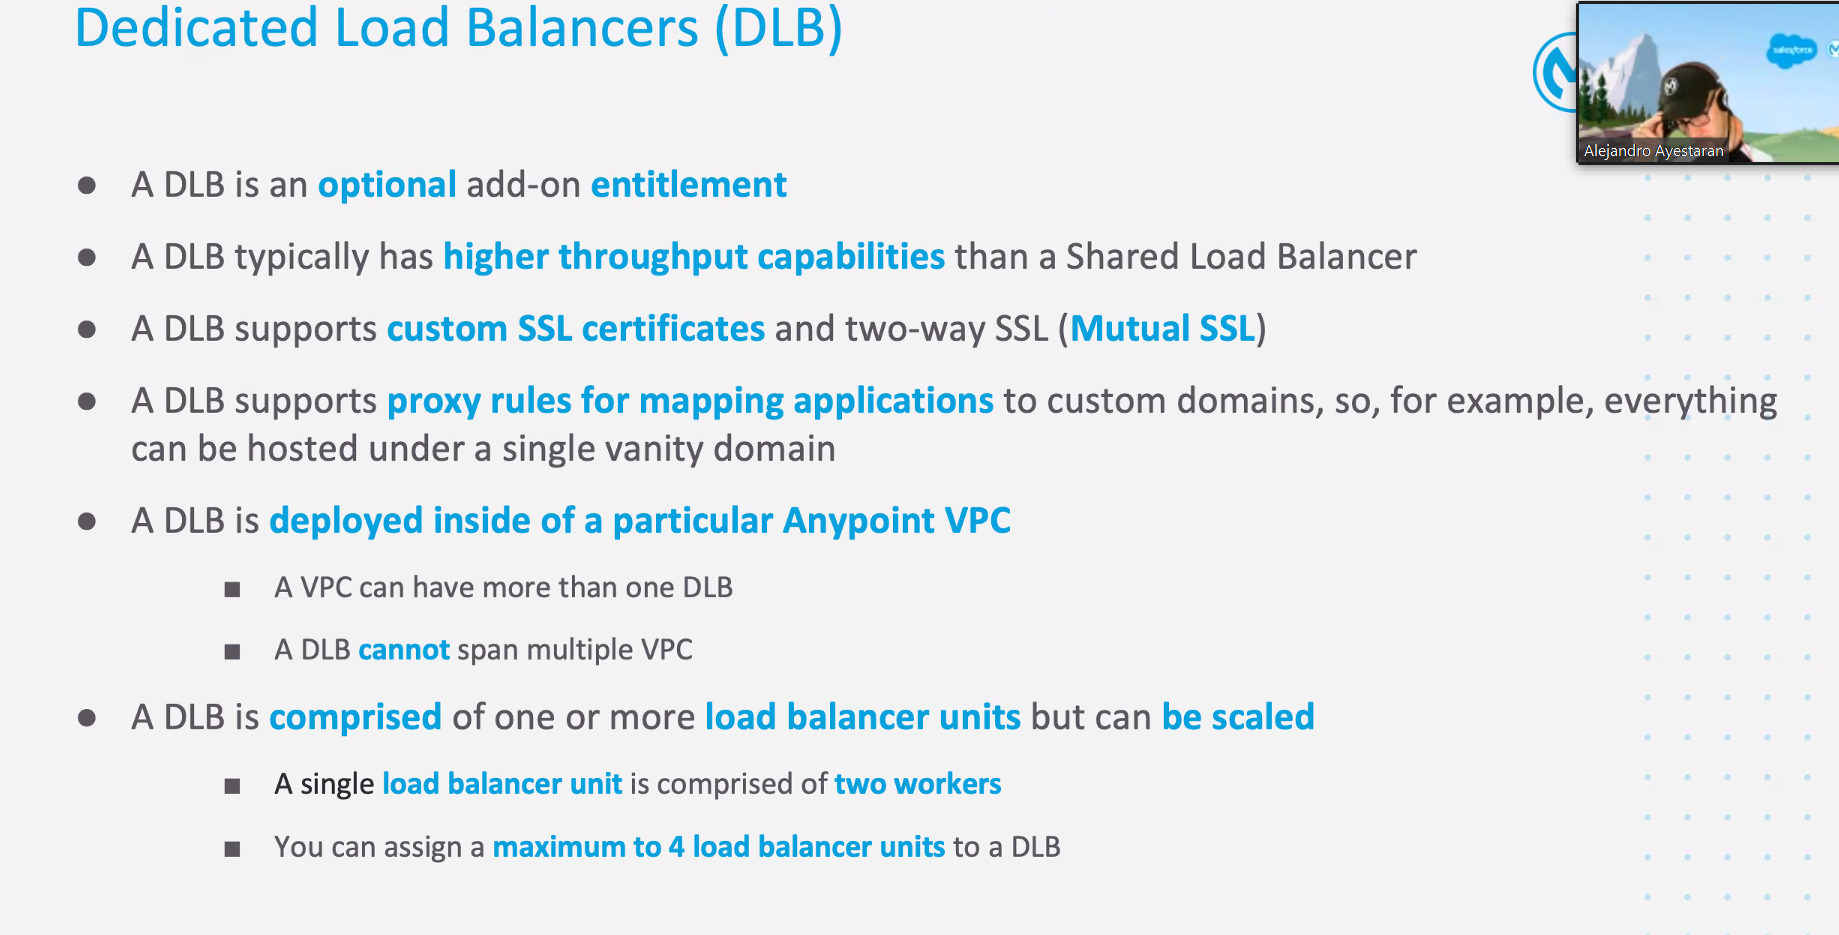 Dedicated Load Balancers (DLB)
salesforce
Alejandro Ayestaran
● A DLB is an optional add-on entitlement
● A DLB typically has higher throughput capabilities than a Shared Load Balancer
● A DLB supports custom SSL certificates and two-way SSL (Mutual SSL)
● A DLB supports proxy rules for mapping applications to custom domains, so, for example, everything
can be hosted under a single vanity domain
● A DLB is deployed inside of a particular Anypoint VPC
■ A VPC can have more than one DLB
■ A DLB cannot span multiple VPC
● A DLB is comprised of one or more load balancer units but can be scaled
■ A single load balancer unit is comprised of two workers
■ You can assign a maximum to 4 load balancer units to a DLB